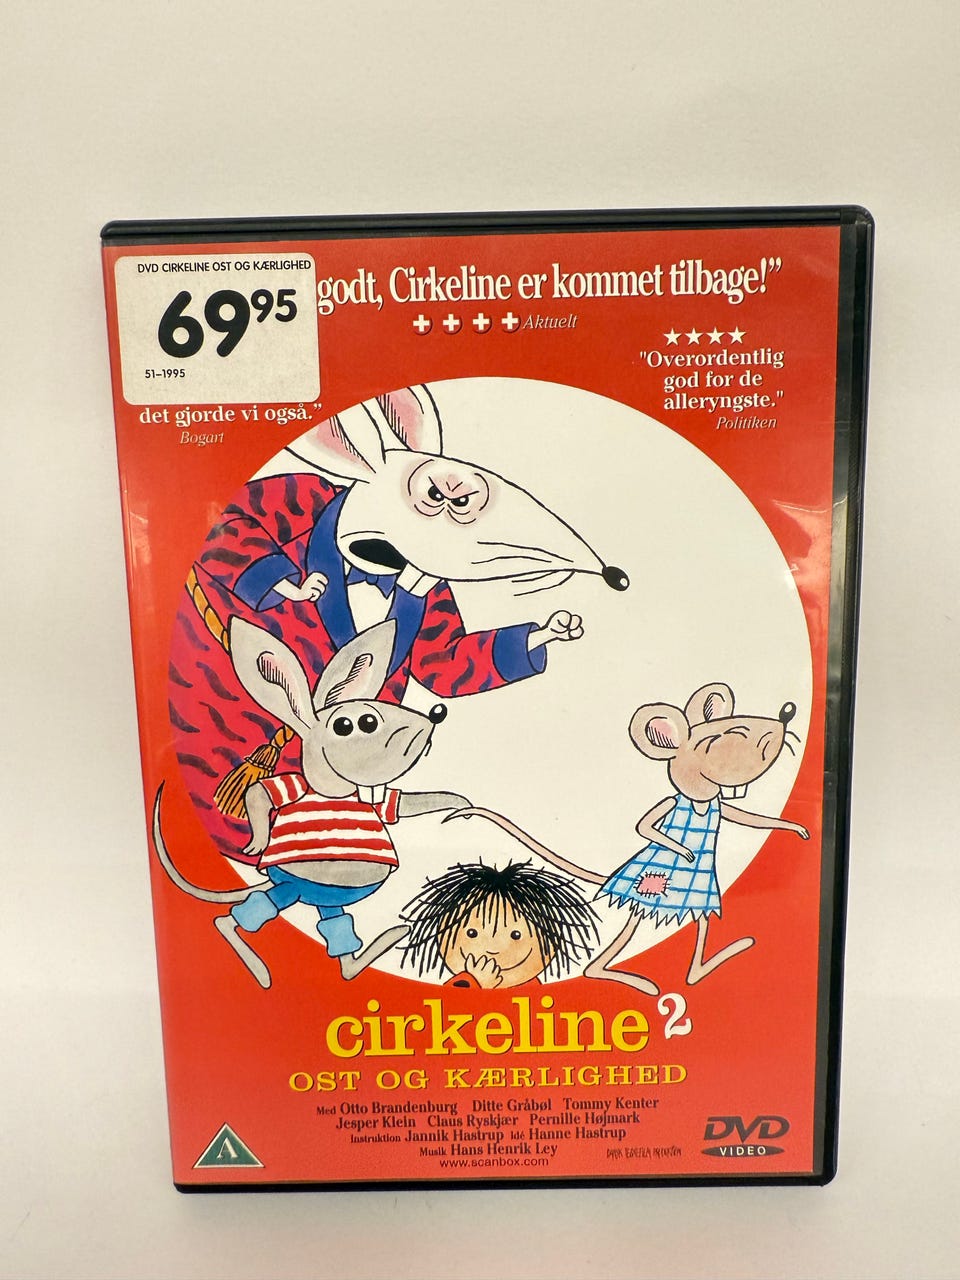 DVD CIRKELINE OST OG KÆRLIGHED
69⁹⁵
51-1995
godt, Cirkeline er kommet tilbage!"
Aktuelt
"Overordentlig
god for de
alleryngste."
Politiken
det gjorde vi også."
Bogart
cirkeline 2
OST OG KÆRLIGHED
Med Otto Brandenburg Ditte Gråbøl Tommy Kenter
Jesper Klein Claus Ryskjær Pernille Højmark
Instruktion Jannik Hastrup Idé Hanne Hastrup
Musik Hans Henrik Ley
www.scanbox.com
A
DVD
VIDEO